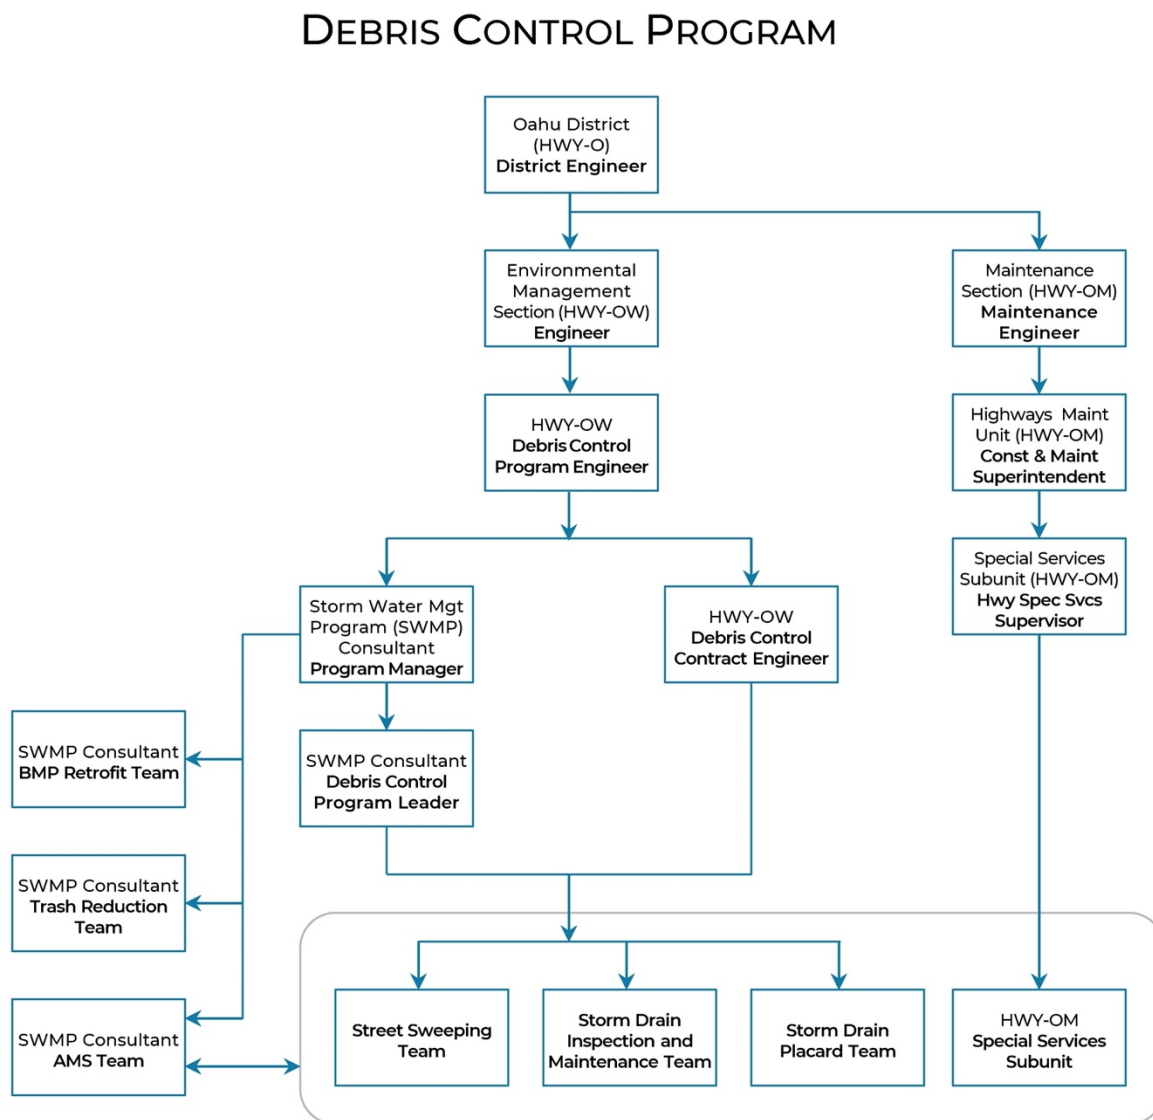 DEBRIS CONTROL PROGRAM
Oahu District
(HWY-O)
District Engineer
Environmental
Management
Section (HWY-OW)
Engineer
Maintenance
Section (HWY-OM)
Maintenance
Engineer
HWY-OW
Debris Control
Program Engineer
Highways Maint
Unit (HWY-OM)
Const & Maint
Superintendent
Storm Water Mgt
Program (SWMP)
Consultant
Program Manager
HWY-OW
Debris Control
Contract Engineer
Special Services
Subunit (HWY-OM)
Hwy Spec Svcs
Supervisor
SWMP Consultant
BMP Retrofit Team
SWMP Consultant
Debris Control
Program Leader
SWMP Consultant
Trash Reduction
Team
SWMP Consultant
AMS Team
Street Sweeping
Team
Storm Drain
Inspection and
Maintenance Team
Storm Drain
Placard Team
HWY-OM
Special Services
Subunit